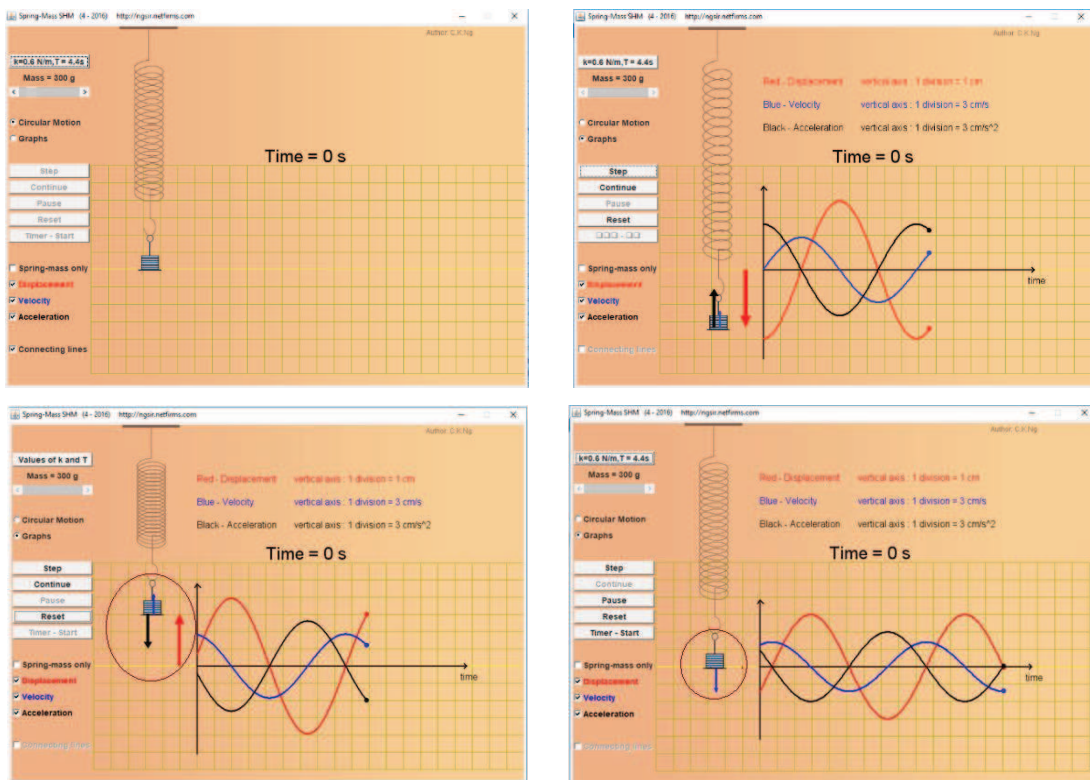 Spring-Mass SHM (4 - 2016) http://ngsir.netfirms.com
Author: C.K.Ng
k=0.6 N/m,T = 4.4s
Mass = 300 g
Circular Motion
Graphs
Time = 0 s
Step
Continue
Pause
Reset
Timer - Start
Spring-mass only
Displacement
Velocity
Acceleration
Connecting lines
Spring-Mass SHM (4 - 2016) http://ngsir.netfirms.com
Author: C.K.Ng
k=0.6 N/m,T = 4.4s
Mass = 300 g
Red - Displacement vertical axis : 1 division = 1 cm
Blue - Velocity vertical axis : 1 division = 3 cm/s
Black - Acceleration vertical axis : 1 division = 3 cm/s^2
Circular Motion
Graphs
Time = 0 s
Step
Continue
Pause
Reset
Spring-mass only
Displacement
Velocity
Acceleration
Connecting lines
time
Spring-Mass SHM (4 - 2016) http://ngsir.netfirms.com
Author: C.K.Ng
Values of k and T
Mass = 300 g
Red - Displacement vertical axis : 1 division = 1 cm
Blue - Velocity vertical axis : 1 division = 3 cm/s
Black - Acceleration vertical axis : 1 division = 3 cm/s^2
Circular Motion
Graphs
Time = 0 s
Step
Continue
Pause
Reset
Timer - Start
Spring-mass only
Displacement
Velocity
Acceleration
Connecting lines
time
Spring-Mass SHM (4 - 2016) http://ngsir.netfirms.com
Author: C.K.Ng
k=0.6 N/m,T = 4.4s
Mass = 300 g
Red - Displacement vertical axis : 1 division = 1 cm
Blue - Velocity vertical axis : 1 division = 3 cm/s
Black - Acceleration vertical axis : 1 division = 3 cm/s^2
Circular Motion
Graphs
Time = 0 s
Step
Continue
Pause
Reset
Timer - Start
Spring-mass only
Displacement
Velocity
Acceleration
Connecting lines
time